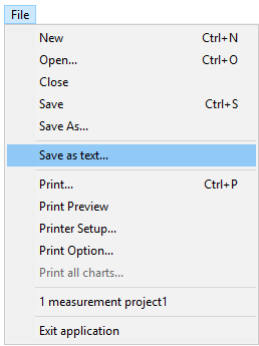 File
New Ctrl+N
Open... Ctrl+O
Close
Save Ctrl+S
Save As...
Save as text...
Print... Ctrl+P
Print Preview
Printer Setup...
Print Option...
Print all charts...
1 measurement project1
Exit application